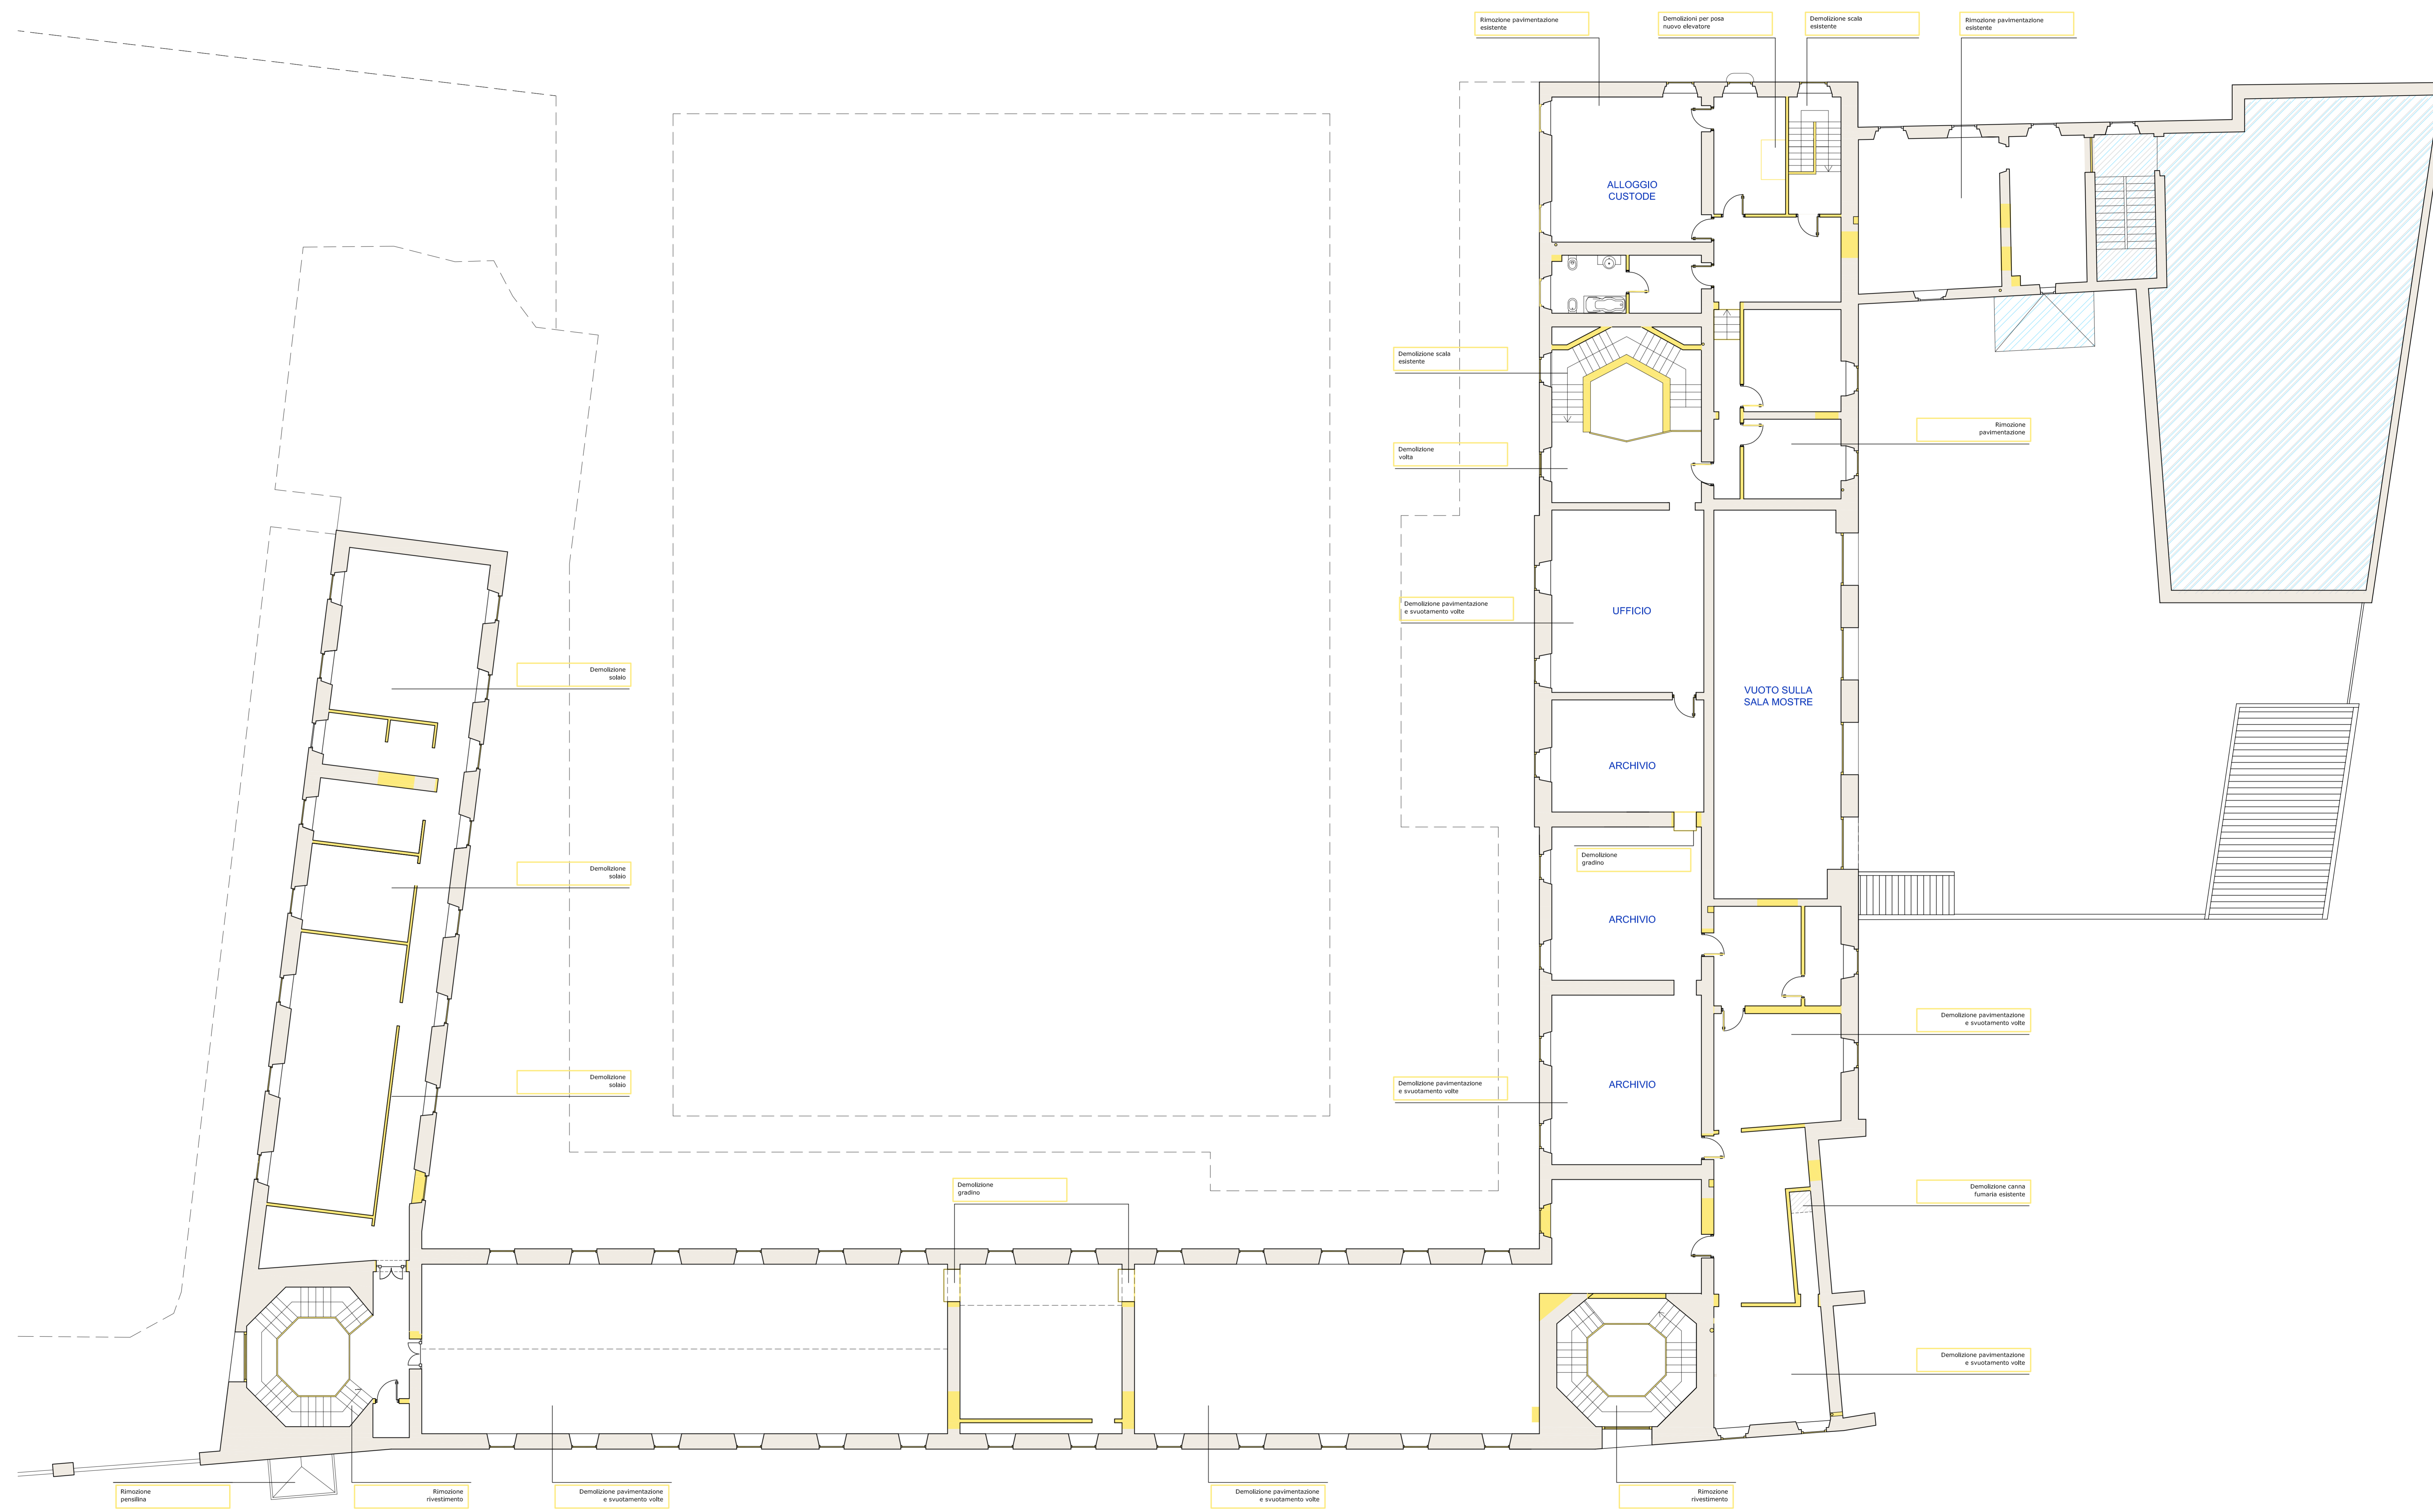 Rimozione pavimentazione
esistente
Demolizioni per posa
nuovo elevatore
Demolizione scala
esistente
Rimozione pavimentazione
esistente
ALLOGGIO
CUSTODE
Demolizione scala
esistente
Rimozione
pavimentazione
Demolizione
volta
Demolizione pavimentazione
e svuotamento volte
UFFICIO
Demolizione
solaio
VUOTO SULLA
SALA MOSTRE
ARCHIVIO
Demolizione
gradino
Demolizione
solaio
ARCHIVIO
Demolizione pavimentazione
e svuotamento volte
Demolizione
solaio
Demolizione pavimentazione
e svuotamento volte
ARCHIVIO
Demolizione
gradino
Demolizione canna
fumaria esistente
Demolizione pavimentazione
e svuotamento volte
Rimozione
pensilina
Rimozione
rivestimento
Demolizione pavimentazione
e svuotamento volte
Demolizione pavimentazione
e svuotamento volte
Rimozione
rivestimento